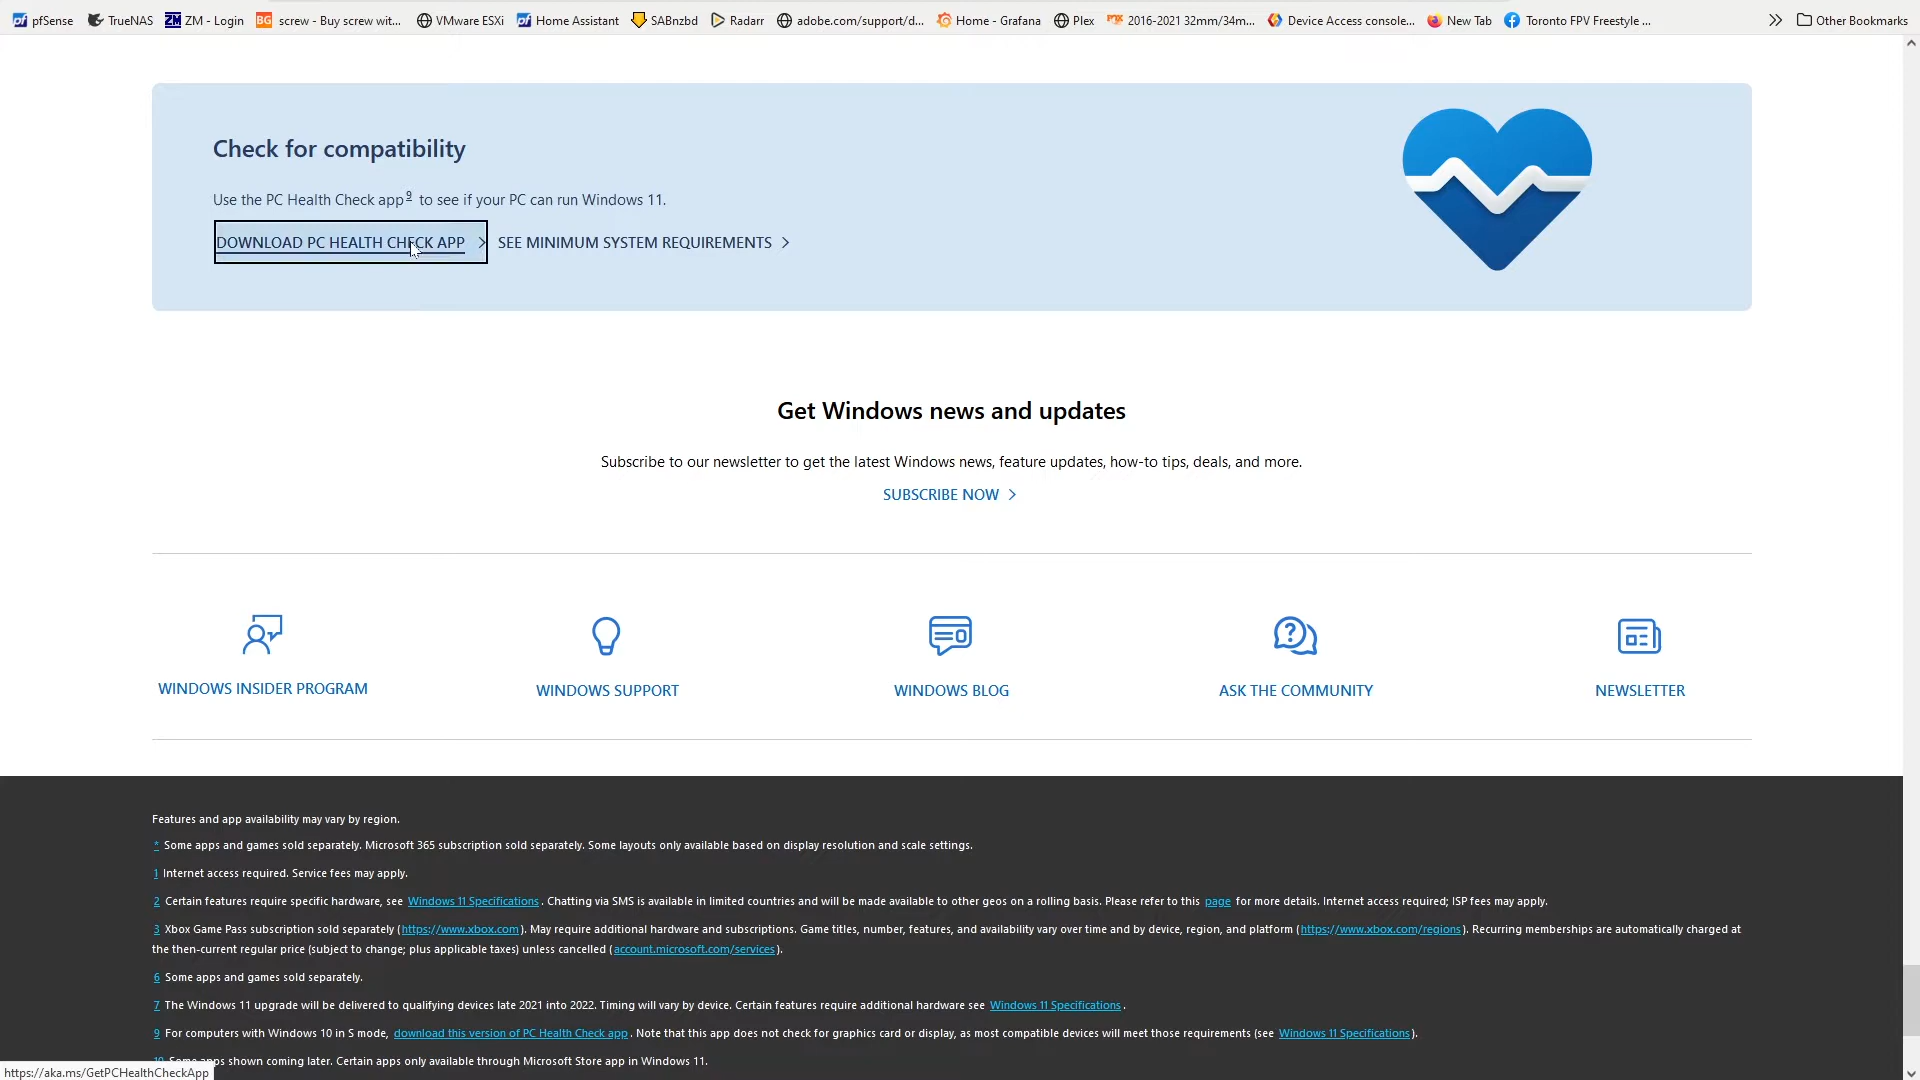 pfSense TrueNAS ZM - Login screw - Buy screw wit... VMware ESXi Home Assistant SABnzbd Radarr adobe.com/support/d... Home - Grafana Plex 2016-2021 32mm/34m... Device Access console... New Tab Toronto FPV Freestyle ... Other Bookmarks
Check for compatibility
Use the PC Health Check app9 to see if your PC can run Windows 11.
DOWNLOAD PC HEALTH CHECK APP SEE MINIMUM SYSTEM REQUIREMENTS
Get Windows news and updates
Subscribe to our newsletter to get the latest Windows news, feature updates, how-to tips, deals, and more.
SUBSCRIBE NOW
WINDOWS INSIDER PROGRAM WINDOWS SUPPORT WINDOWS BLOG ASK THE COMMUNITY NEWSLETTER
Features and app availability may vary by region.
* Some apps and games sold separately. Microsoft 365 subscription sold separately. Some layouts only available based on display resolution and scale settings.
1 Internet access required. Service fees may apply.
2 Certain features require specific hardware, see Windows 11 Specifications. Chatting via SMS is available in limited countries and will be made available to other geos on a rolling basis. Please refer to this page for more details. Internet access required; ISP fees may apply.
3 Xbox Game Pass subscription sold separately (https://www.xbox.com). May require additional hardware and subscriptions. Game titles, number, features, and availability vary over time and by device, region, and platform (https://www.xbox.com/regions). Recurring memberships are automatically charged at
the then-current regular price (subject to change; plus applicable taxes) unless cancelled (account.microsoft.com/services).
6 Some apps and games sold separately.
7 The Windows 11 upgrade will be delivered to qualifying devices late 2021 into 2022. Timing will vary by device. Certain features require additional hardware see Windows 11 Specifications.
9 For computers with Windows 10 in S mode, download this version of PC Health Check app. Note that this app does not check for graphics card or display, as most compatible devices will meet those requirements (see Windows 11 Specifications).
10 Some apps shown coming later. Certain apps only available through Microsoft Store app in Windows 11.
https://aka.ms/GetPCHealthCheckApp